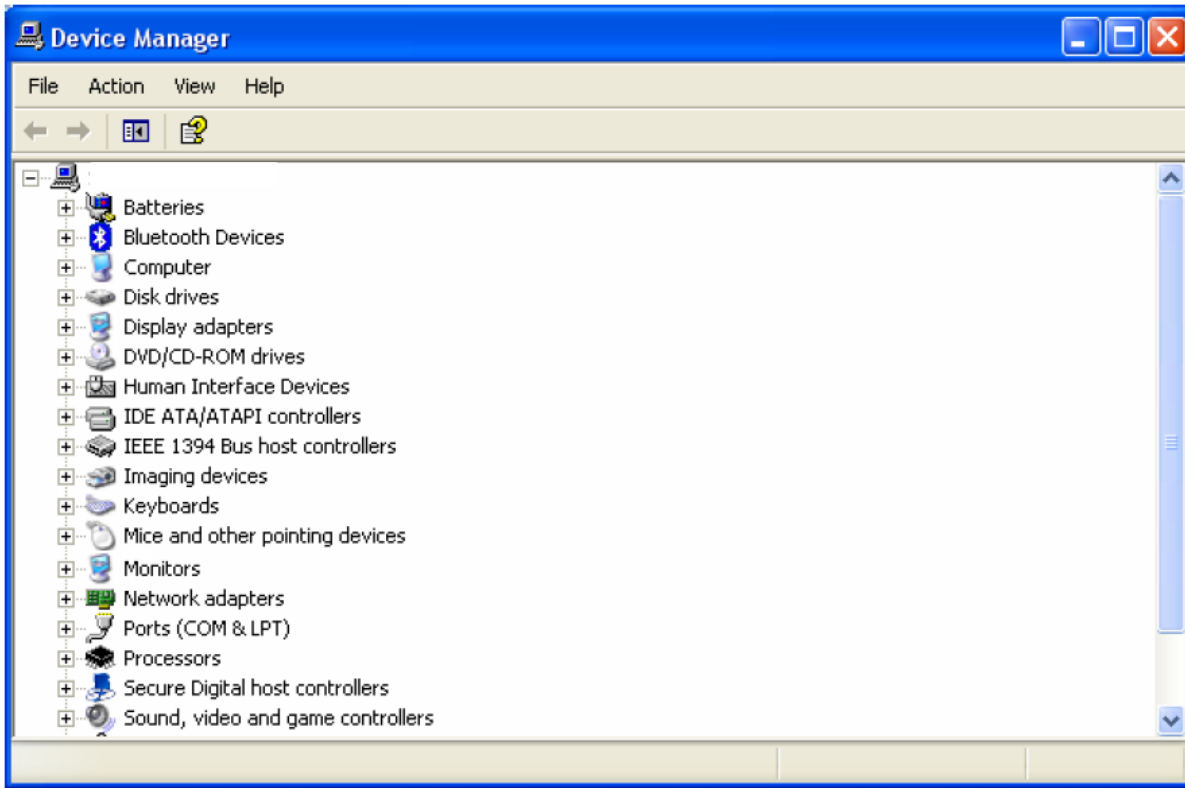 Device Manager
File Action View Help
Batteries
Bluetooth Devices
Computer
Disk drives
Display adapters
DVD/CD-ROM drives
Human Interface Devices
IDE ATA/ATAPI controllers
IEEE 1394 Bus host controllers
Imaging devices
Keyboards
Mice and other pointing devices
Monitors
Network adapters
Ports (COM & LPT)
Processors
Secure Digital host controllers
Sound, video and game controllers